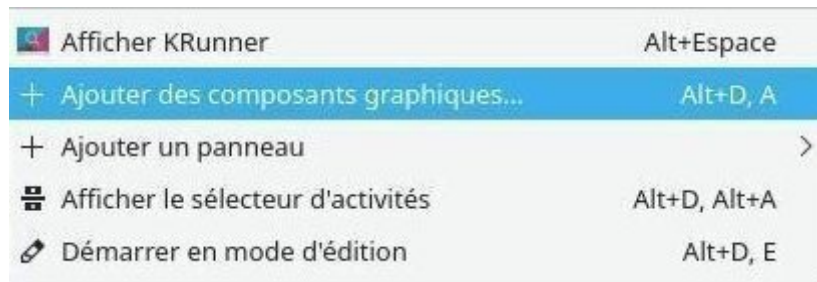 Afficher KRunner Alt+Espace
Ajouter des composants graphiques... Alt+D, A
Ajouter un panneau
Afficher le sélecteur d'activités Alt+D, Alt+A
Démarrer en mode d'édition Alt+D, E